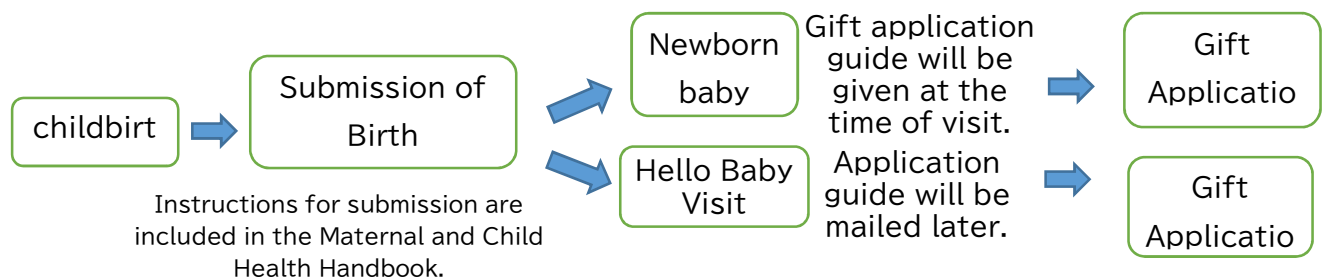 childbirt
Submission of
Birth
Instructions for submission are
included in the Maternal and Child
Health Handbook.
Newborn
baby
Gift application
guide will be
given at the
time of visit.
Gift
Applicatio
Hello Baby
Visit
Application
guide will be
mailed later.
Gift
Applicatio